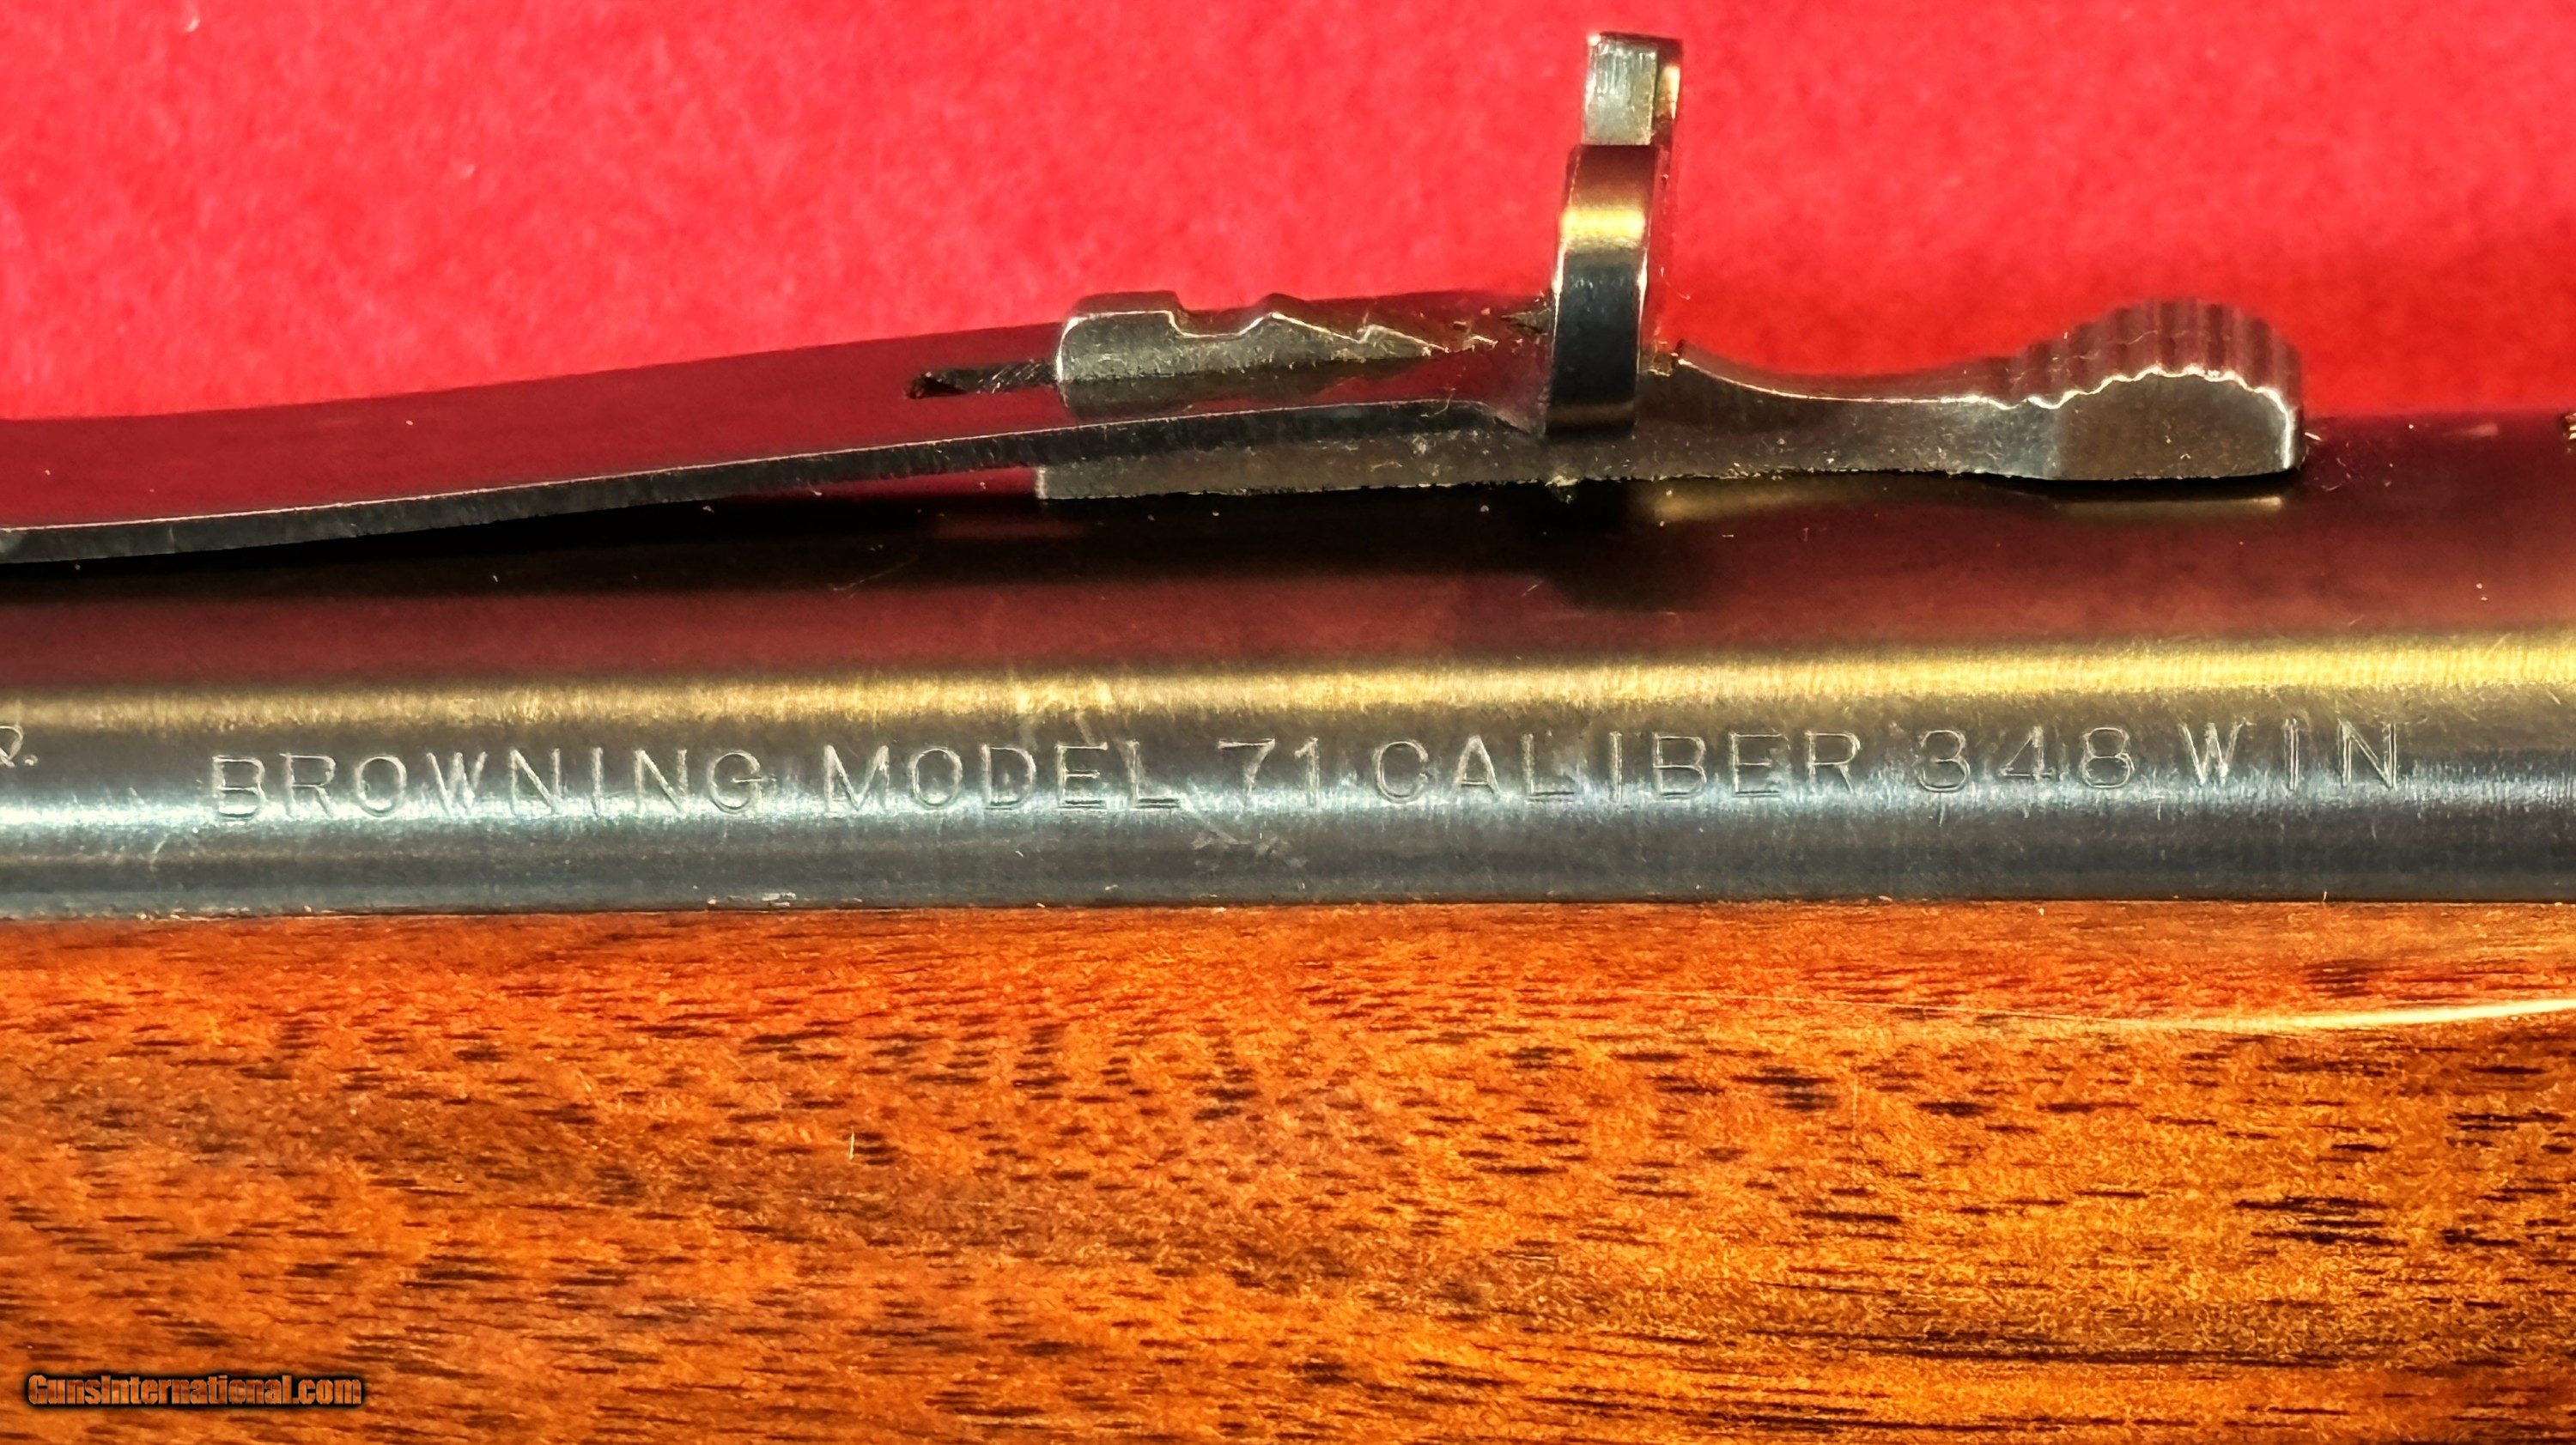 BROWNING MODEL 71 CALIBER 348 WIN
GunsInternational.com